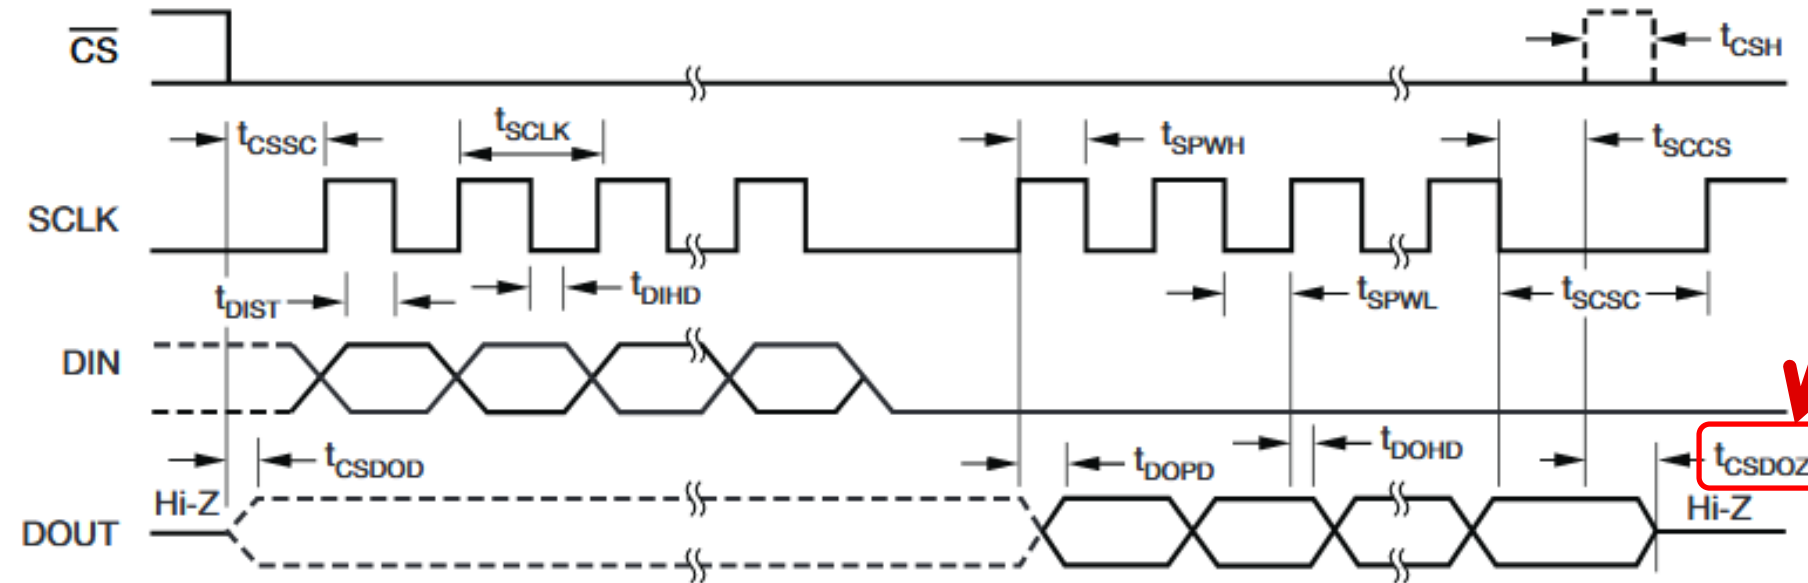 CS
tCSH
tCSSC
tSCLK
tSPWH
tSCCS
SCLK
tDIST
tDIHD
tSPWL
tSCSC
DIN
tCSDOD
tDOPD
tDOHD
tCSDOZ
Hi-Z
Hi-Z
DOUT